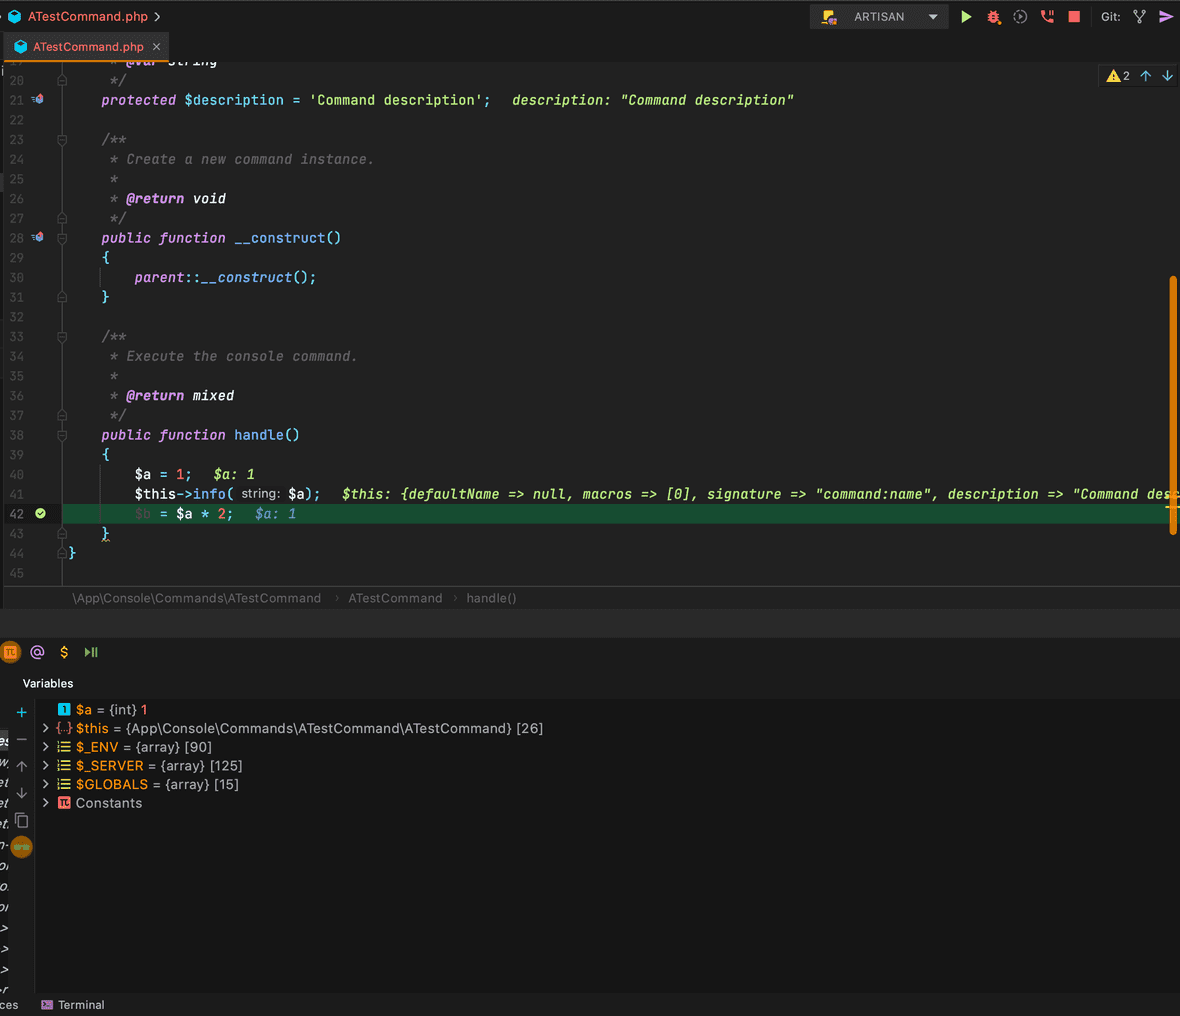 ATestCommand.php
ARTISAN
Git:
ATestCommand.php
2
* @var string
20 */
21 protected $description = 'Command description'; description: "Command description"
22
23 /**
24 * Create a new command instance.
25 *
26 * @return void
27 */
28 public function __construct()
29 {
30 parent::__construct();
31 }
32
33 /**
34 * Execute the console command.
35 *
36 * @return mixed
37 */
38 public function handle()
39 {
40 $a = 1; $a: 1
41 $this->info( string: $a); $this: {defaultName => null, macros => [0], signature => "command:name", description => "Command des
42 $b = $a * 2; $a: 1
43 }
44 }
45
\App\Console\Commands\ATestCommand › ATestCommand › handle()
Variables
$a = {int} 1
$this = {App\Console\Commands\ATestCommand\ATestCommand} [26]
$_ENV = {array} [90]
$_SERVER = {array} [125]
$GLOBALS = {array} [15]
Constants
ces
Terminal